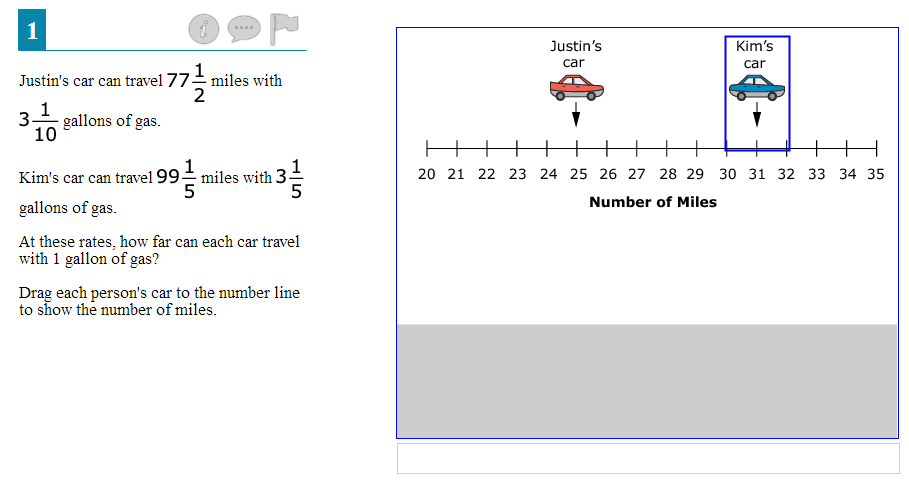 1
Justin's car can travel 77 1/2 miles with
3 1/10 gallons of gas.
Kim's car can travel 99 1/5 miles with 3 1/5
gallons of gas.
At these rates, how far can each car travel
with 1 gallon of gas?
Drag each person's car to the number line
to show the number of miles.
Justin's
car
Kim's
car
20 21 22 23 24 25 26 27 28 29 30 31 32 33 34 35
Number of Miles